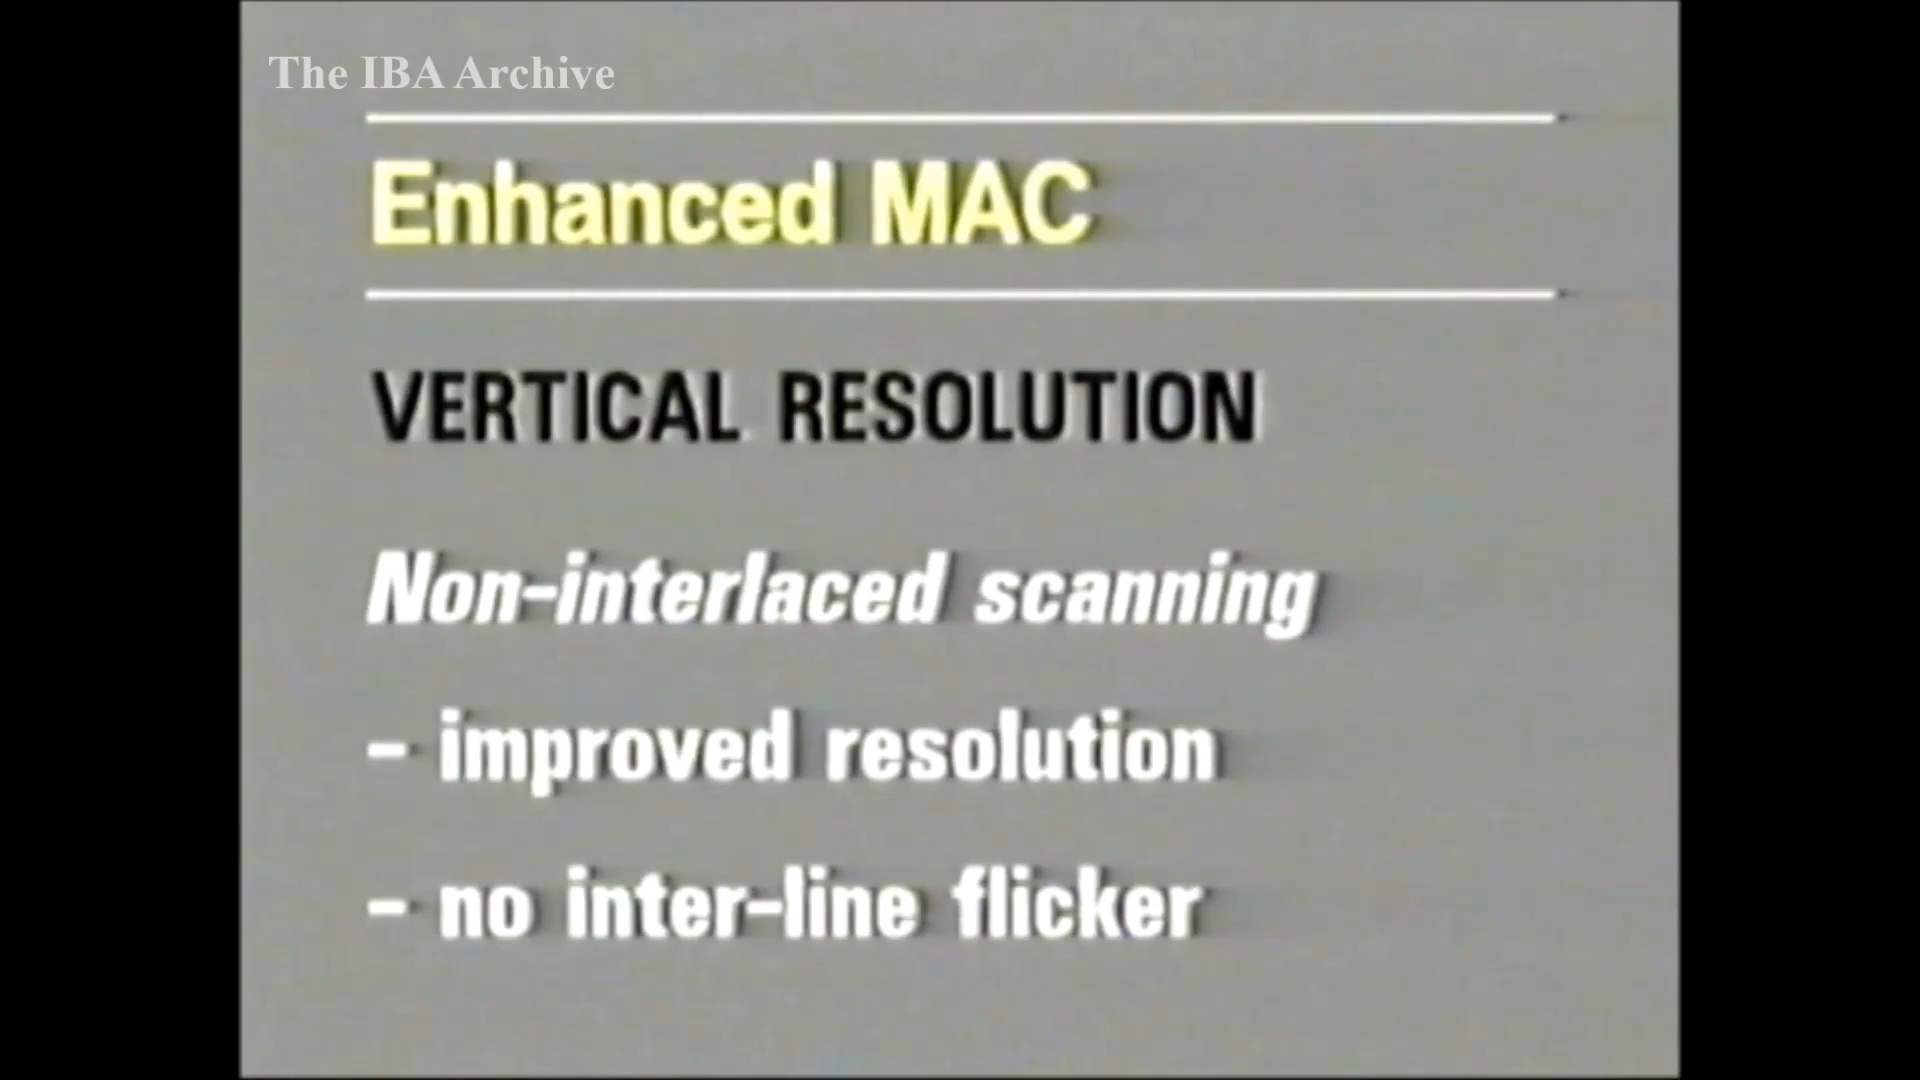 The IBA Archive
Enhanced MAC
VERTICAL RESOLUTION
Non-interlaced scanning
– improved resolution
– no inter-line flicker